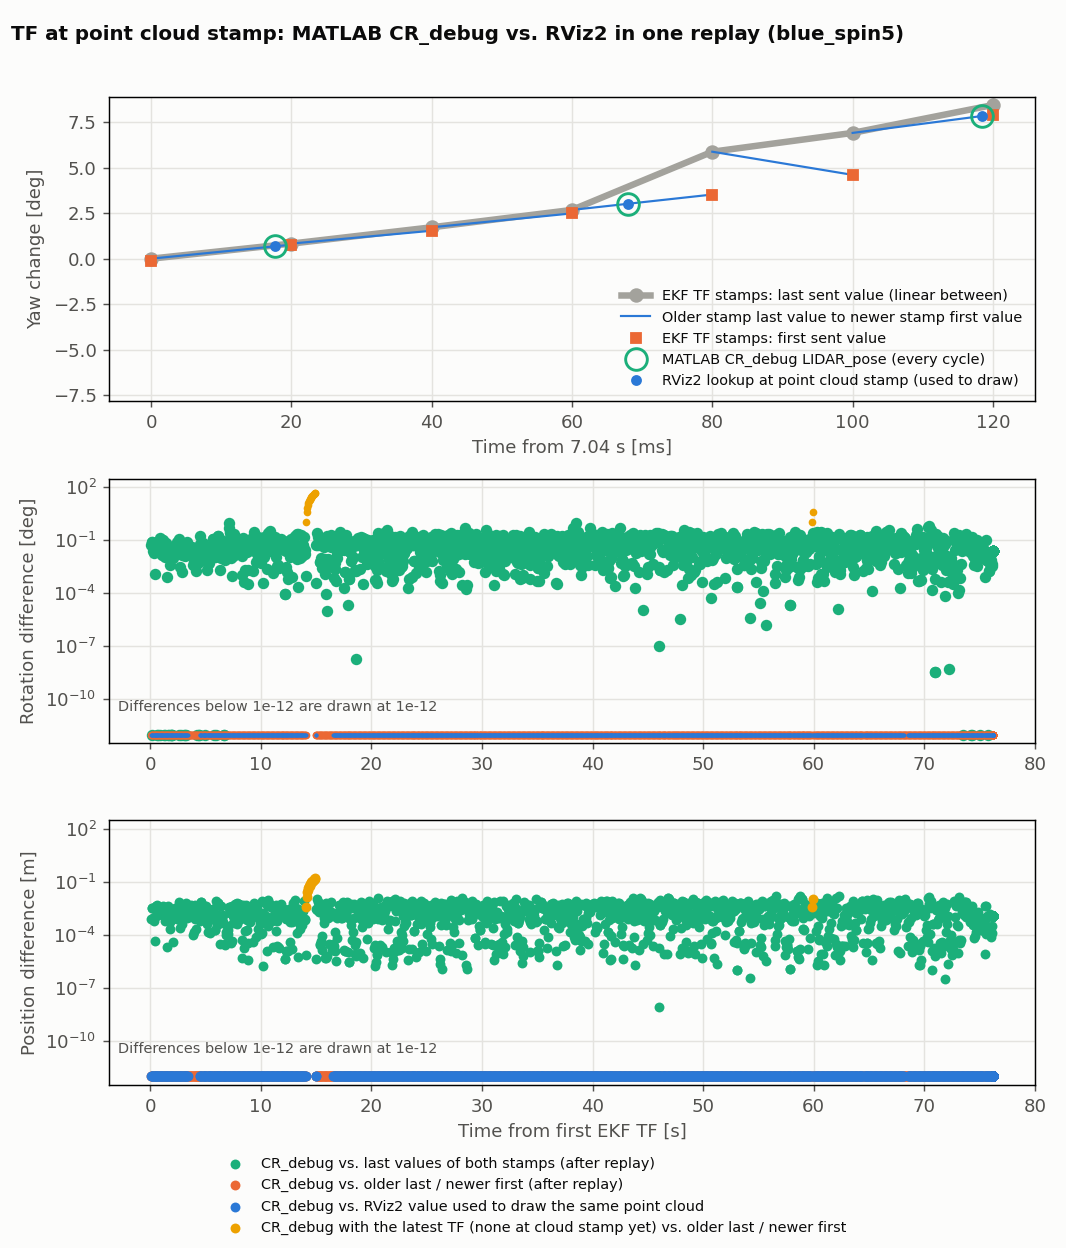 TF at point cloud stamp: MATLAB CR_debug vs. RViz2 in one replay (blue_spin5)
Yaw change [deg]
7.5
5.0
2.5
0.0
−2.5
−5.0
−7.5
EKF TF stamps: last sent value (linear between)
Older stamp last value to newer stamp first value
EKF TF stamps: first sent value
MATLAB CR_debug LIDAR_pose (every cycle)
RViz2 lookup at point cloud stamp (used to draw)
0 20 40 60 80 100 120
Time from 7.04 s [ms]
Rotation difference [deg]
10²
10⁻¹
10⁻⁴
10⁻⁷
10⁻¹⁰
Differences below 1e-12 are drawn at 1e-12
0 10 20 30 40 50 60 70 80
Position difference [m]
10²
10⁻¹
10⁻⁴
10⁻⁷
10⁻¹⁰
Differences below 1e-12 are drawn at 1e-12
0 10 20 30 40 50 60 70 80
Time from first EKF TF [s]
CR_debug vs. last values of both stamps (after replay)
CR_debug vs. older last / newer first (after replay)
CR_debug vs. RViz2 value used to draw the same point cloud
CR_debug with the latest TF (none at cloud stamp yet) vs. older last / newer first